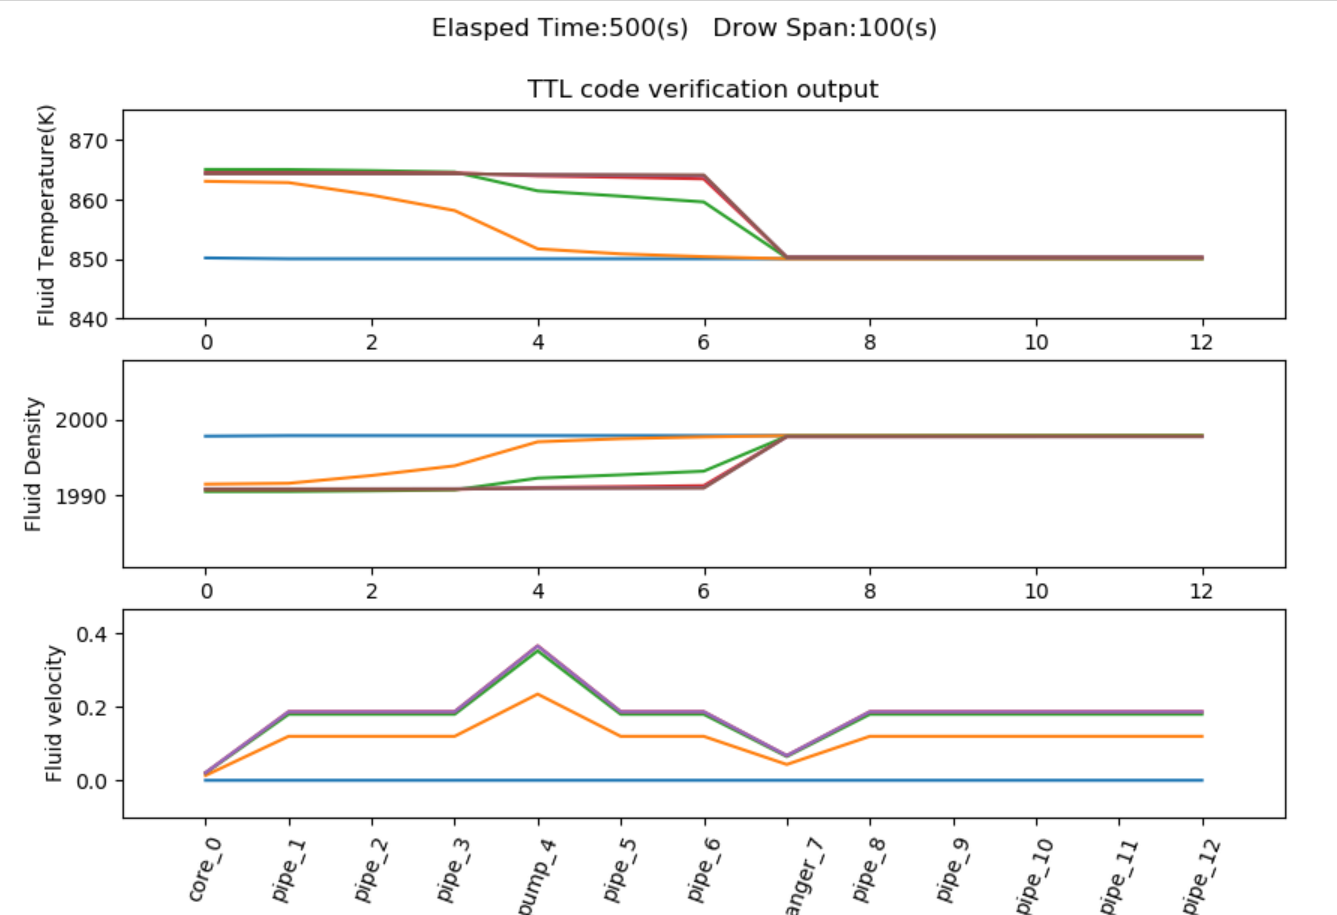 Elasped Time:500(s) Drow Span:100(s)
TTL code verification output
Fluid Temperature(K)
870
860
850
840
0 2 4 6 8 10 12
Fluid Density
2000
1990
0 2 4 6 8 10 12
Fluid velocity
0.4
0.2
0.0
core_0 pipe_1 pipe_2 pipe_3 pump_4 pipe_5 pipe_6 anger_7 pipe_8 pipe_9 pipe_10 pipe_11 pipe_12